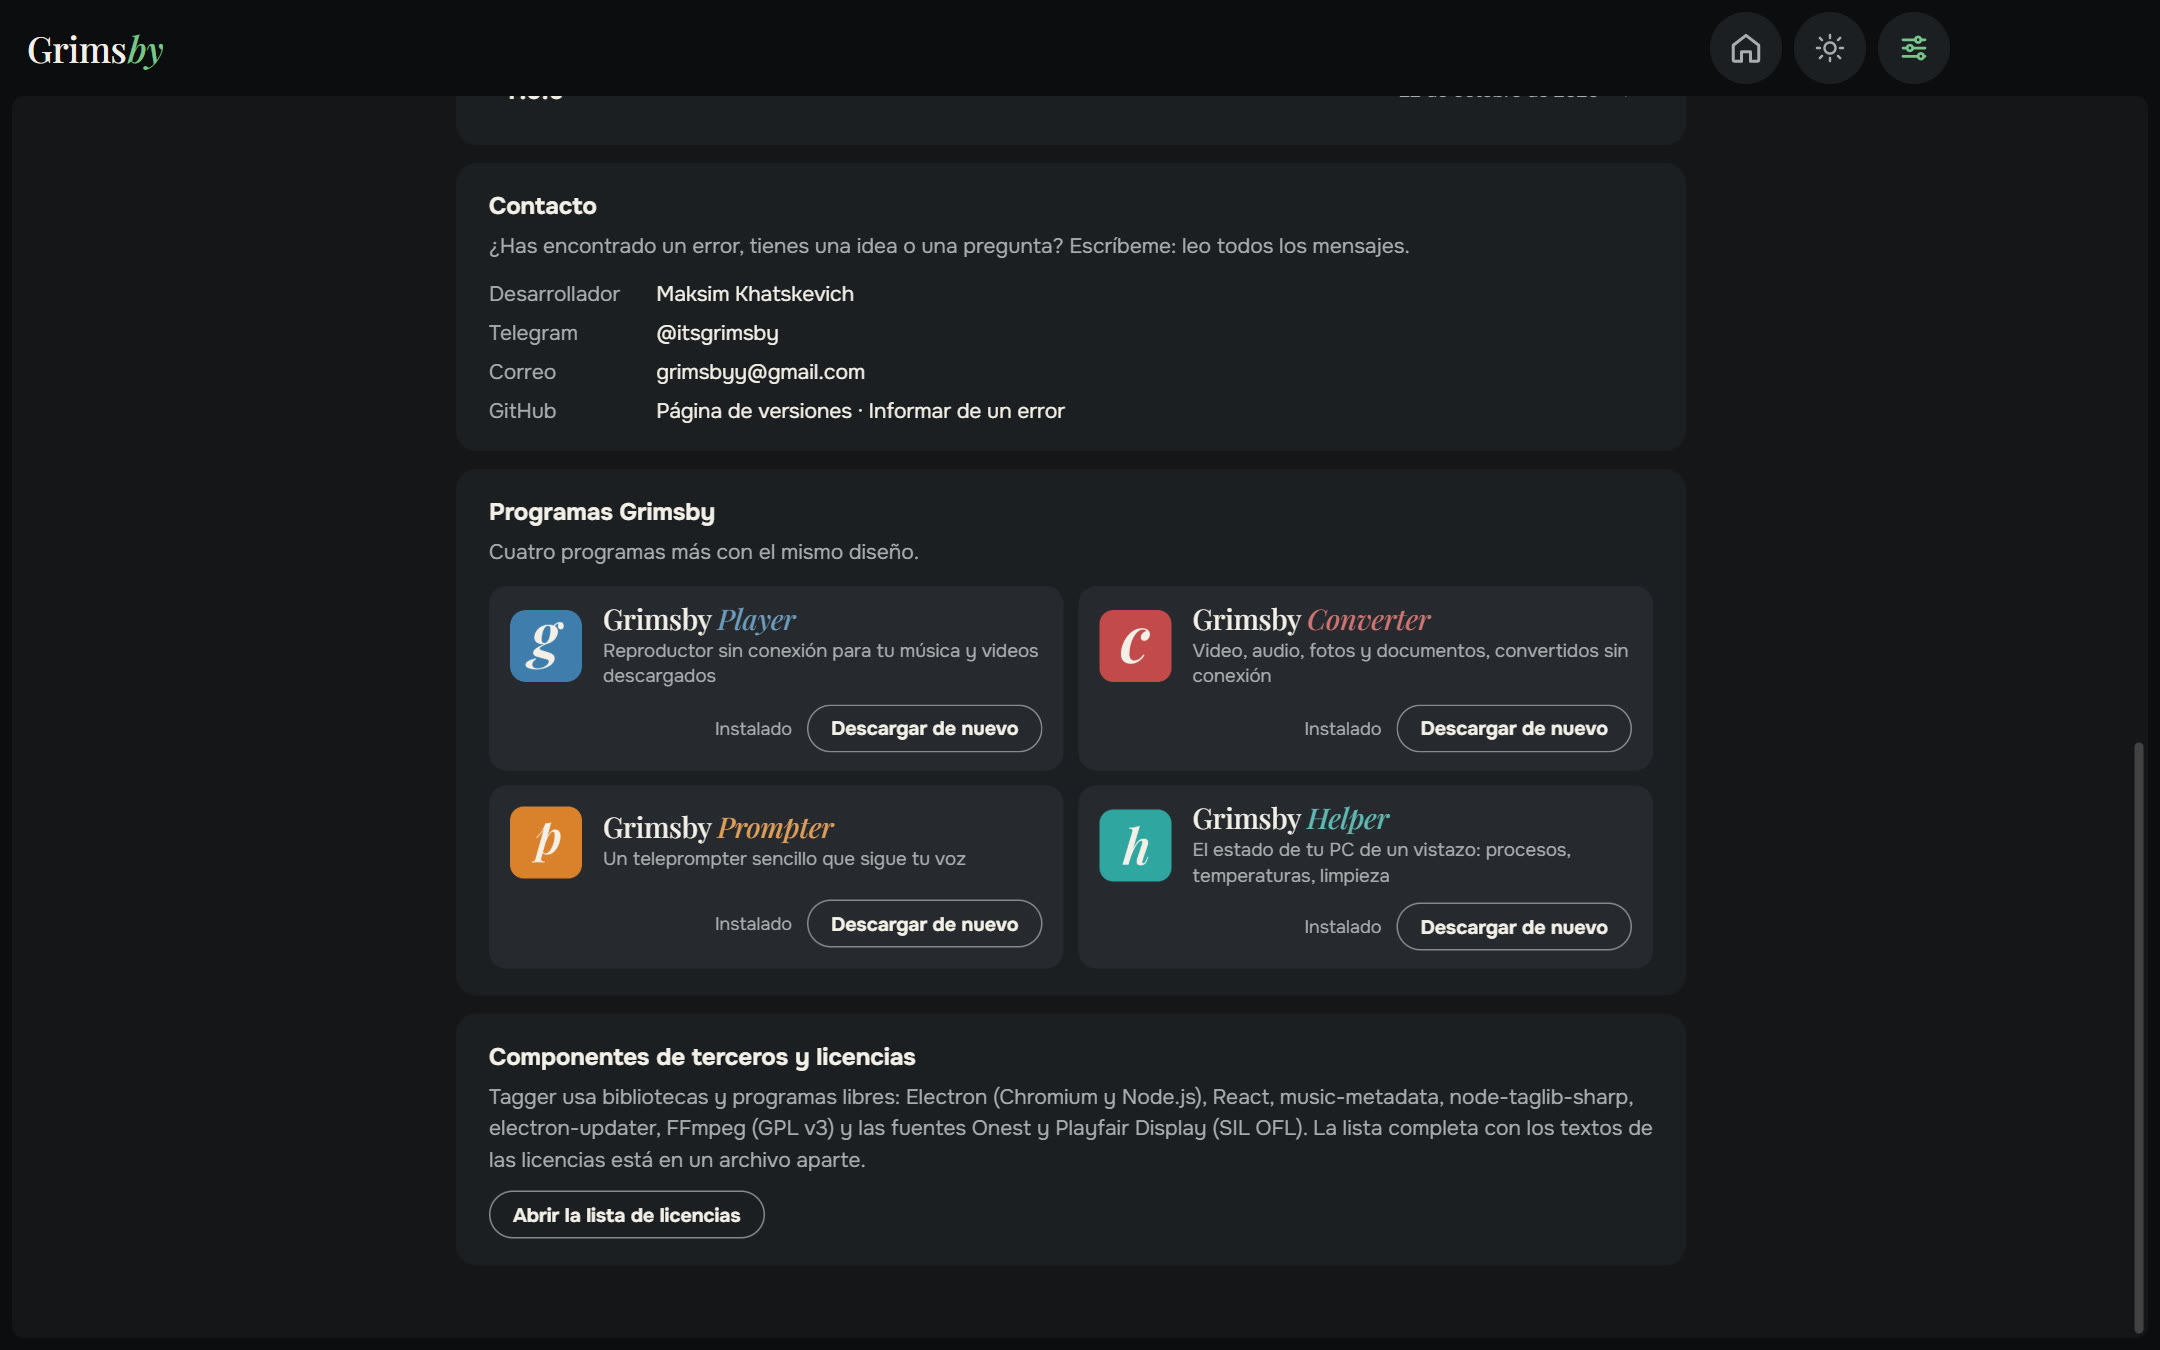 Grimsby
Contacto
¿Has encontrado un error, tienes una idea o una pregunta? Escríbeme: leo todos los mensajes.
Desarrollador Maksim Khatskevich
Telegram @itsgrimsby
Correo grimsbyy@gmail.com
GitHub Página de versiones · Informar de un error
Programas Grimsby
Cuatro programas más con el mismo diseño.
g
Grimsby Player
Reproductor sin conexión para tu música y videos
descargados
Instalado Descargar de nuevo
c
Grimsby Converter
Video, audio, fotos y documentos, convertidos sin
conexión
Instalado Descargar de nuevo
p
Grimsby Prompter
Un teleprompter sencillo que sigue tu voz
Instalado Descargar de nuevo
h
Grimsby Helper
El estado de tu PC de un vistazo: procesos,
temperaturas, limpieza
Instalado Descargar de nuevo
Componentes de terceros y licencias
Tagger usa bibliotecas y programas libres: Electron (Chromium y Node.js), React, music-metadata, node-taglib-sharp,
electron-updater, FFmpeg (GPL v3) y las fuentes Onest y Playfair Display (SIL OFL). La lista completa con los textos de
las licencias está en un archivo aparte.
Abrir la lista de licencias